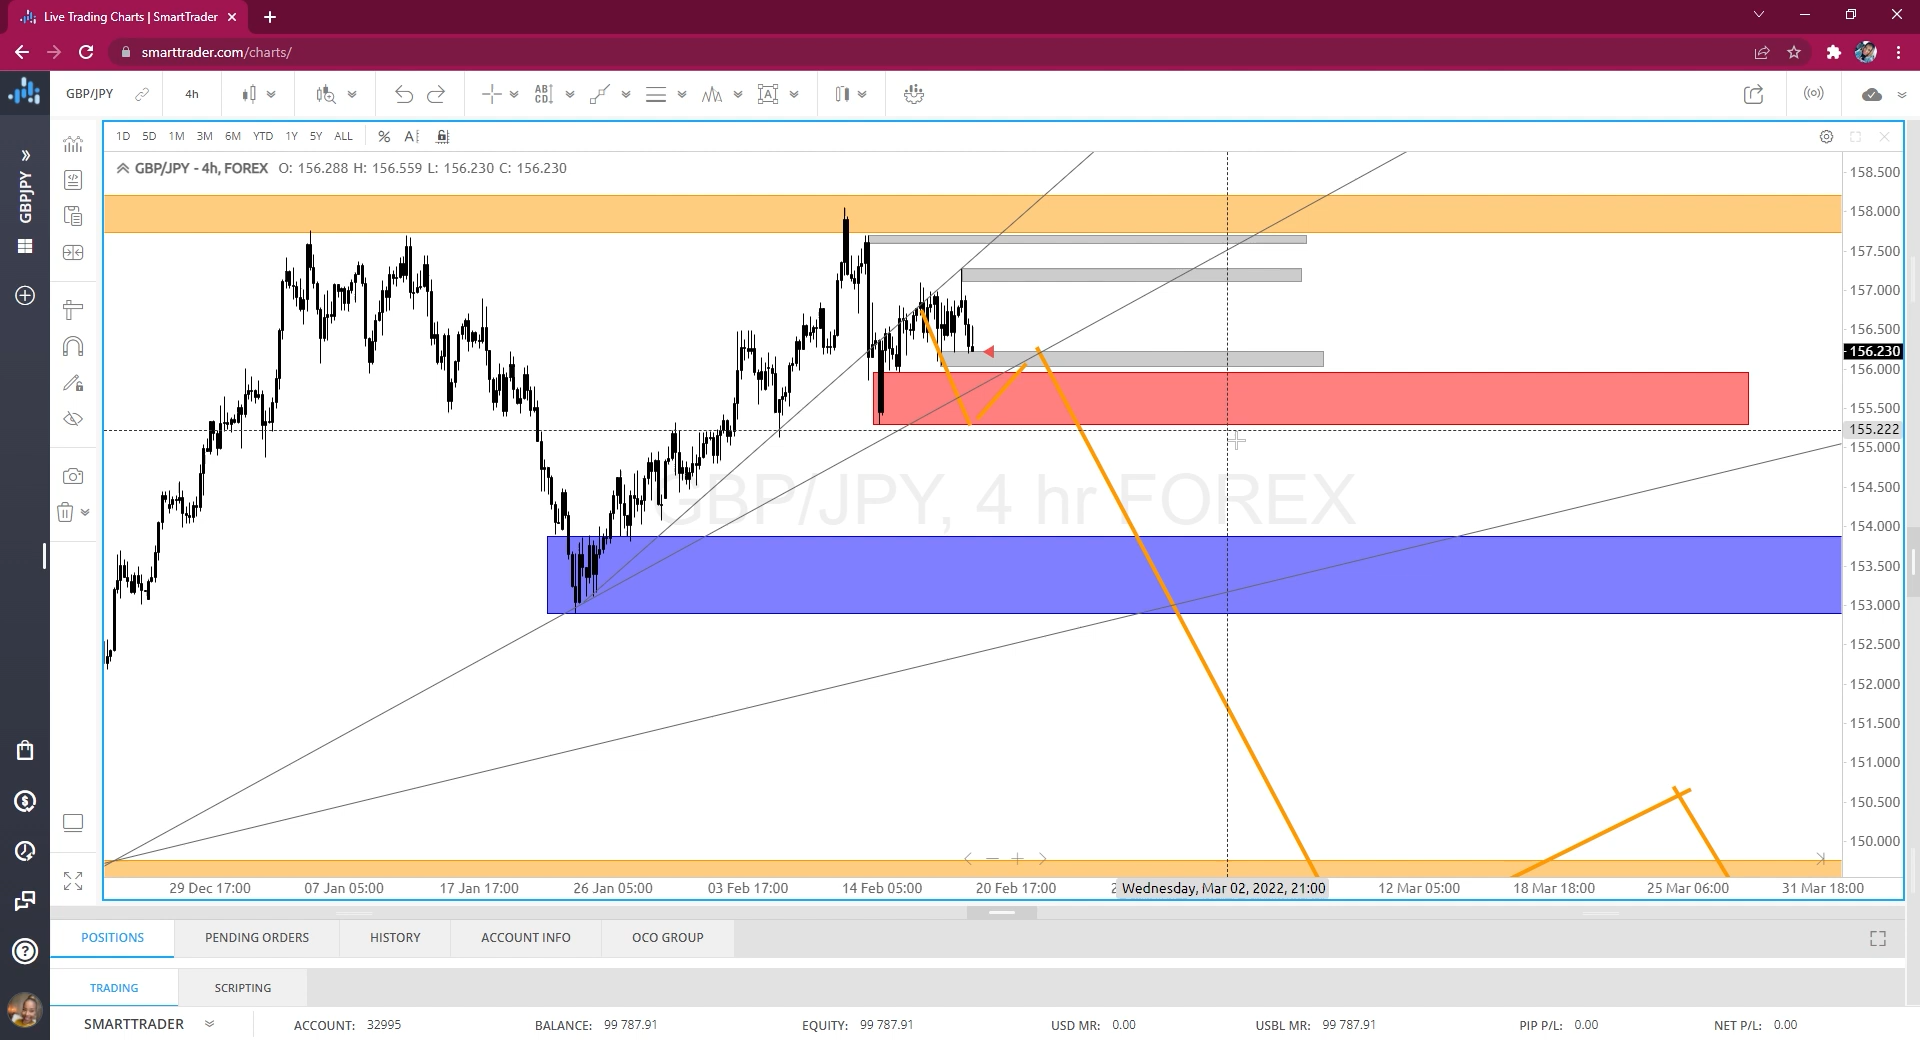 Live Trading Charts | SmartTrader
smarttrader.com/charts/
GBP/JPY
4h
AB
CD
A
1D 5D 1M 3M 6M YTD 1Y 5Y ALL % A
GBP/JPY - 4h, FOREX O: 156.288 H: 156.559 L: 156.230 C: 156.230
GBPJPY
158.500
158.000
157.500
157.000
156.500
156.230
156.000
155.500
155.222
155.000
154.500
154.000
153.500
153.000
152.500
152.000
151.500
151.000
150.500
150.000
GBP/JPY, 4 hr FOREX
29 Dec 17:00 07 Jan 05:00 17 Jan 17:00 26 Jan 05:00 03 Feb 17:00 14 Feb 05:00 20 Feb 17:00 Wednesday, Mar 02, 2022, 21:00 12 Mar 05:00 18 Mar 18:00 25 Mar 06:00 31 Mar 18:00
POSITIONS PENDING ORDERS HISTORY ACCOUNT INFO OCO GROUP
TRADING SCRIPTING
SMARTTRADER ACCOUNT: 32995 BALANCE: 99 787.91 EQUITY: 99 787.91 USD MR: 0.00 USBL MR: 99 787.91 PIP P/L: 0.00 NET P/L: 0.00